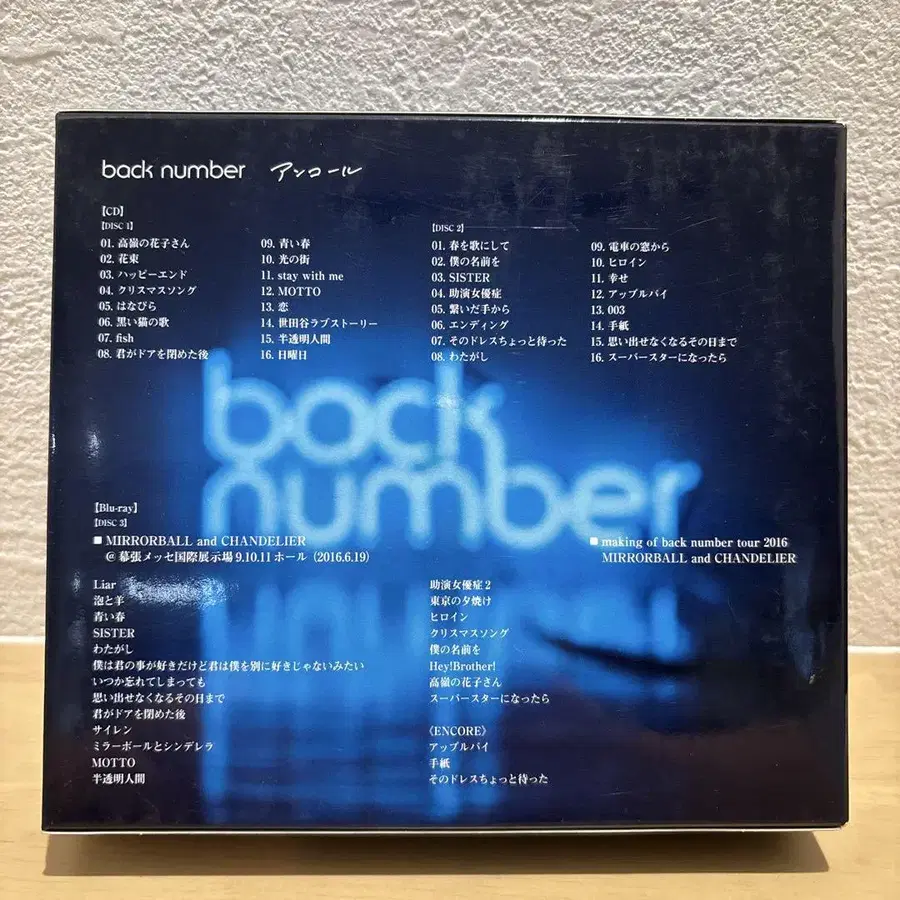 back number アンコール
【CD】
【DISC 1】
01. 高嶺の花子さん
02. 花束
03. ハッピーエンド
04. クリスマスソング
05. はなびら
06. 黒い猫の歌
07. fish
08. 君がドアを閉めた後
09. 青い春
10. 光の街
11. stay with me
12. MOTTO
13. 恋
14. 世田谷ラブストーリー
15. 半透明人間
16. 日曜日
【DISC 2】
01. 春を歌にして
02. 僕の名前を
03. SISTER
04. 助演女優症
05. 繋いだ手から
06. エンディング
07. そのドレスちょっと待った
08. わたがし
09. 電車の窓から
10. ヒロイン
11. 幸せ
12. アップルパイ
13. 003
14. 手紙
15. 思い出せなくなるその日まで
16. スーパースターになったら
back
number
【Blu-ray】
【DISC 3】
■ MIRRORBALL and CHANDELIER
@ 幕張メッセ国際展示場 9.10.11 ホール（2016.6.19）
■ making of back number tour 2016
MIRRORBALL and CHANDELIER
Liar
泡と羊
青い春
SISTER
わたがし
僕は君の事が好きだけど君は僕を別に好きじゃないみたい
いつか忘れてしまっても
思い出せなくなるその日まで
君がドアを閉めた後
サイレン
ミラーボールとシンデレラ
MOTTO
半透明人間
助演女優症 2
東京の夕焼け
ヒロイン
クリスマスソング
僕の名前を
Hey!Brother!
高嶺の花子さん
スーパースターになったら
《ENCORE》
アップルパイ
手紙
そのドレスちょっと待った